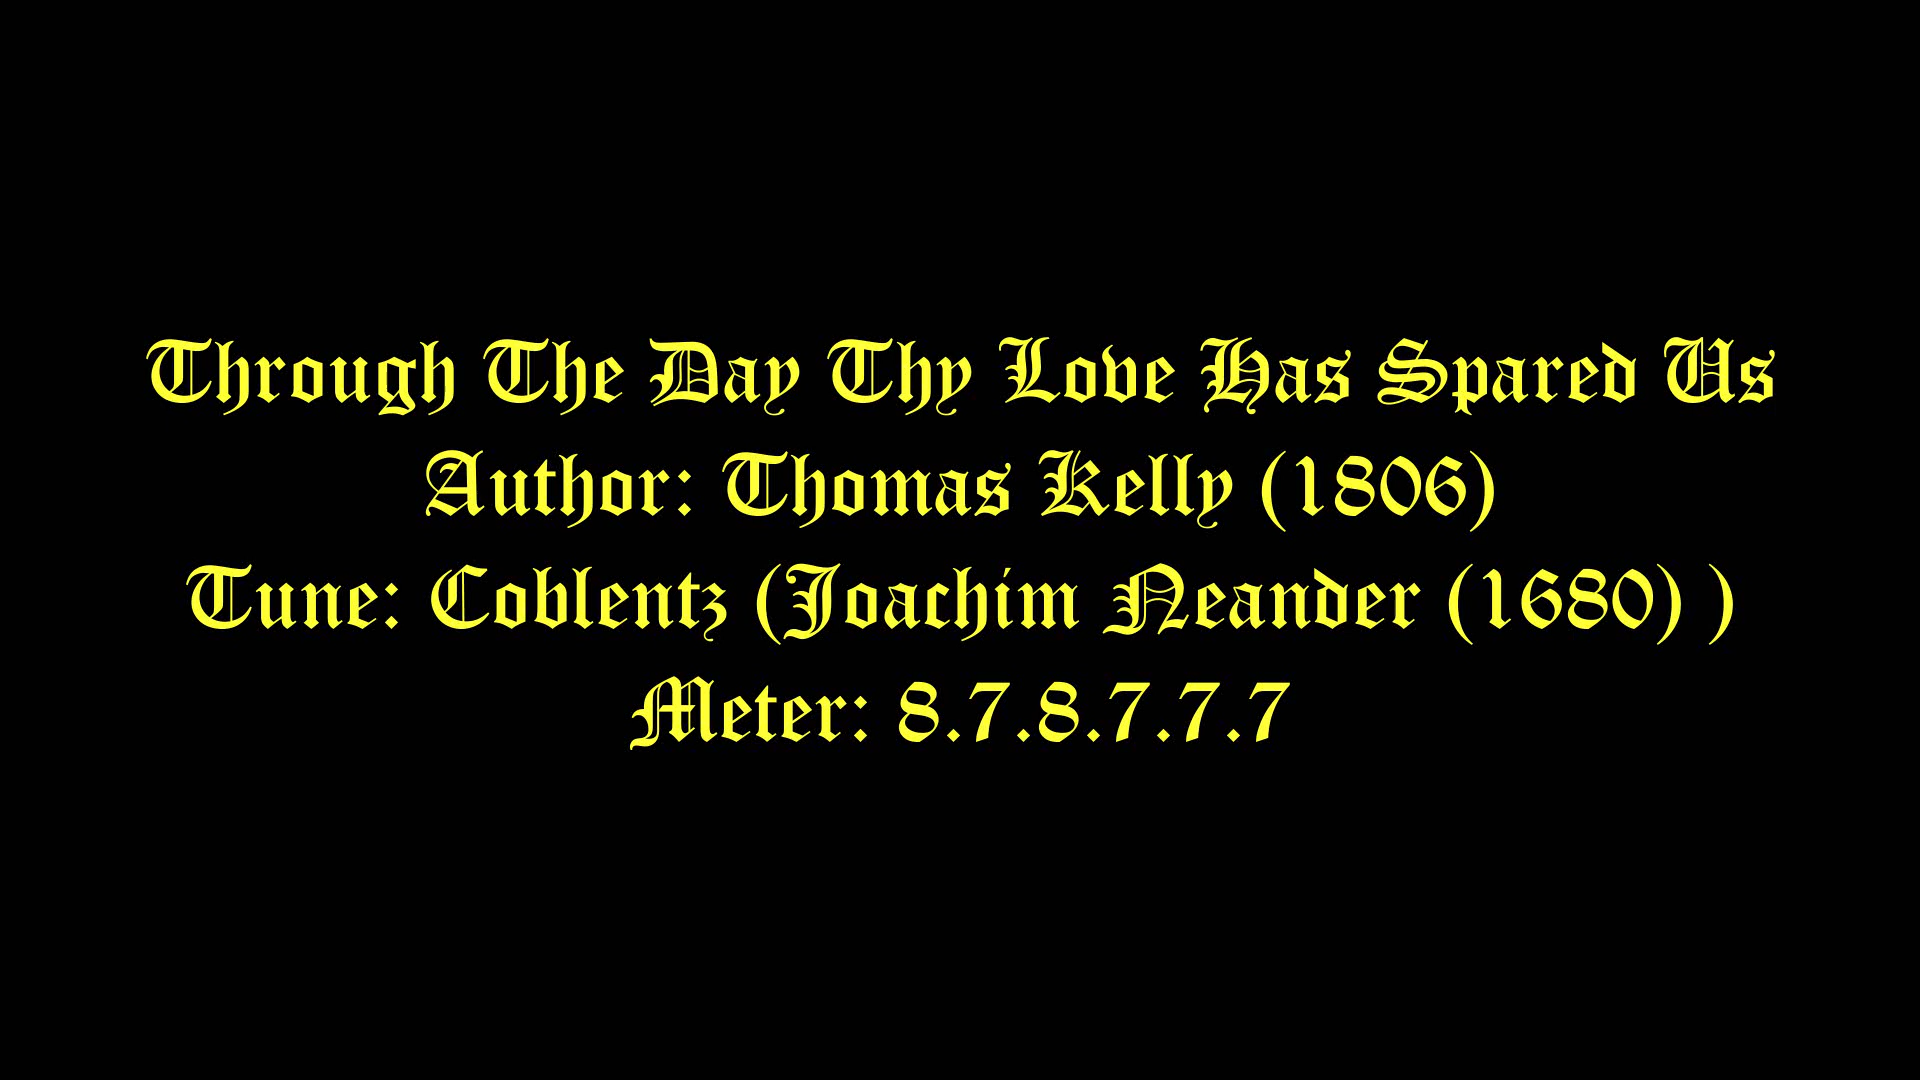 Through The Day Thy Love Has Spared Us
Author: Thomas Kelly (1806)
Tune: Coblentz (Joachim Neander (1680) )
Meter: 8.7.8.7.7.7